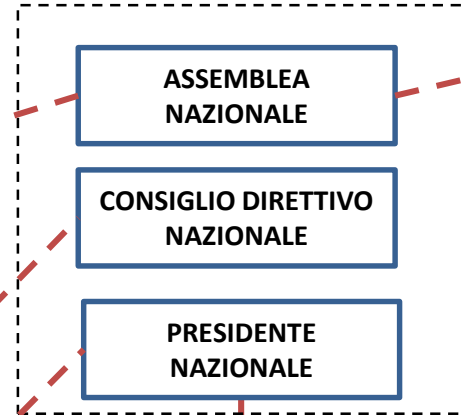 ASSEMBLEA
NAZIONALE
CONSIGLIO DIRETTIVO
NAZIONALE
PRESIDENTE
NAZIONALE